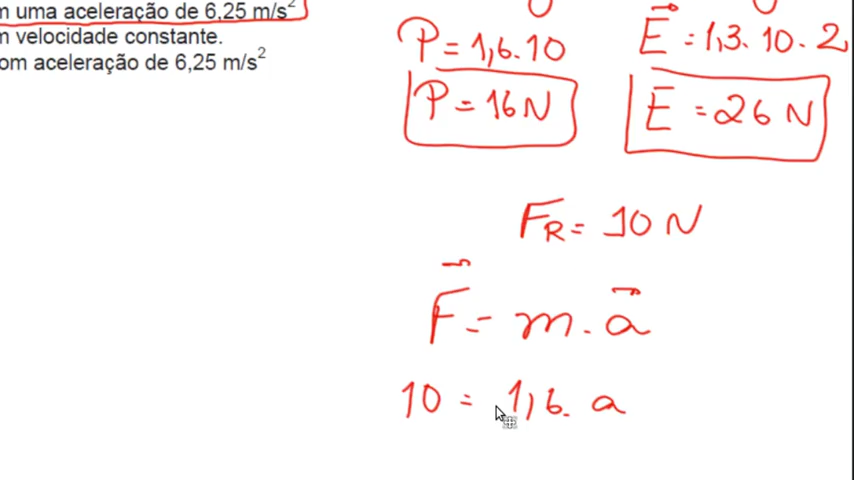 m uma aceleração de 6,25 m/s²
m velocidade constante.
om aceleração de 6,25 m/s²
P = 1,6.10
P = 16 N
E = 1,3.10.2
E = 26 N
FR = 10 N
F = m.a
10 = 1,6.a